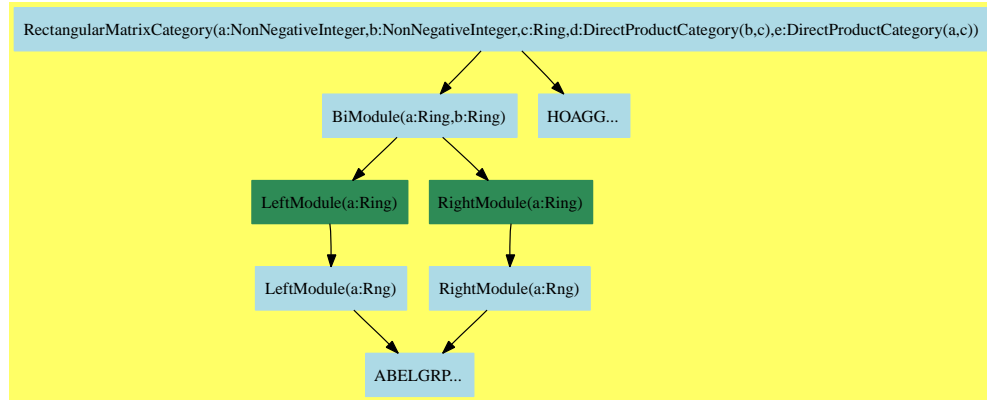 RectangularMatrixCategory(a:NonNegativeInteger,b:NonNegativeInteger,c:Ring,d:DirectProductCategory(b,c),e:DirectProductCategory(a,c))
BiModule(a:Ring,b:Ring)
HOAGG...
LeftModule(a:Ring)
RightModule(a:Ring)
LeftModule(a:Rng)
RightModule(a:Rng)
ABELGRP...